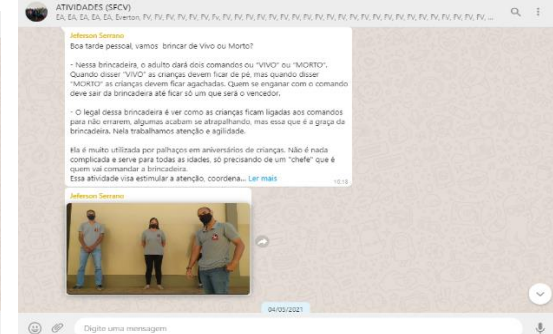 ATIVIDADES (SFCV)
EA, EA, EA, EA, EA, Everton, FV, FV, FV, FV, FV, FV, Fv, FV, FV, FV, FV, FV, FV, FV, FV, FV, FV, FV, FV, FV, FV, FV, FV, FV, FV, FV, FV, FV, ...
Jeferson Serrano
Boa tarde pessoal, vamos brincar de Vivo ou Morto?
- Nessa brincadeira, o adulto dará dois comandos ou "VIVO" ou "MORTO".
Quando disser "VIVO" as crianças devem ficar de pé, mas quando disser
"MORTO" as crianças devem ficar agachadas. Quem se enganar com o comando
deve sair da brincadeira até ficar só um que será o vencedor.
- O legal dessa brincadeira é ver como as crianças ficam ligadas aos comandos
para não errarem, algumas acabam se atrapalhando, mas essa que é a graça da
brincadeira. Nela trabalhamos atenção e agilidade.
Ela é muito utilizada por palhaços em aniversários de crianças. Não é nada
complicada e serve para todas as idades, só precisando de um "chefe" que é
quem vai comandar a brincadeira.
Essa atividade visa estimular a atenção, coordena... Ler mais
Jeferson Serrano
04/05/2021
Digite uma mensagem